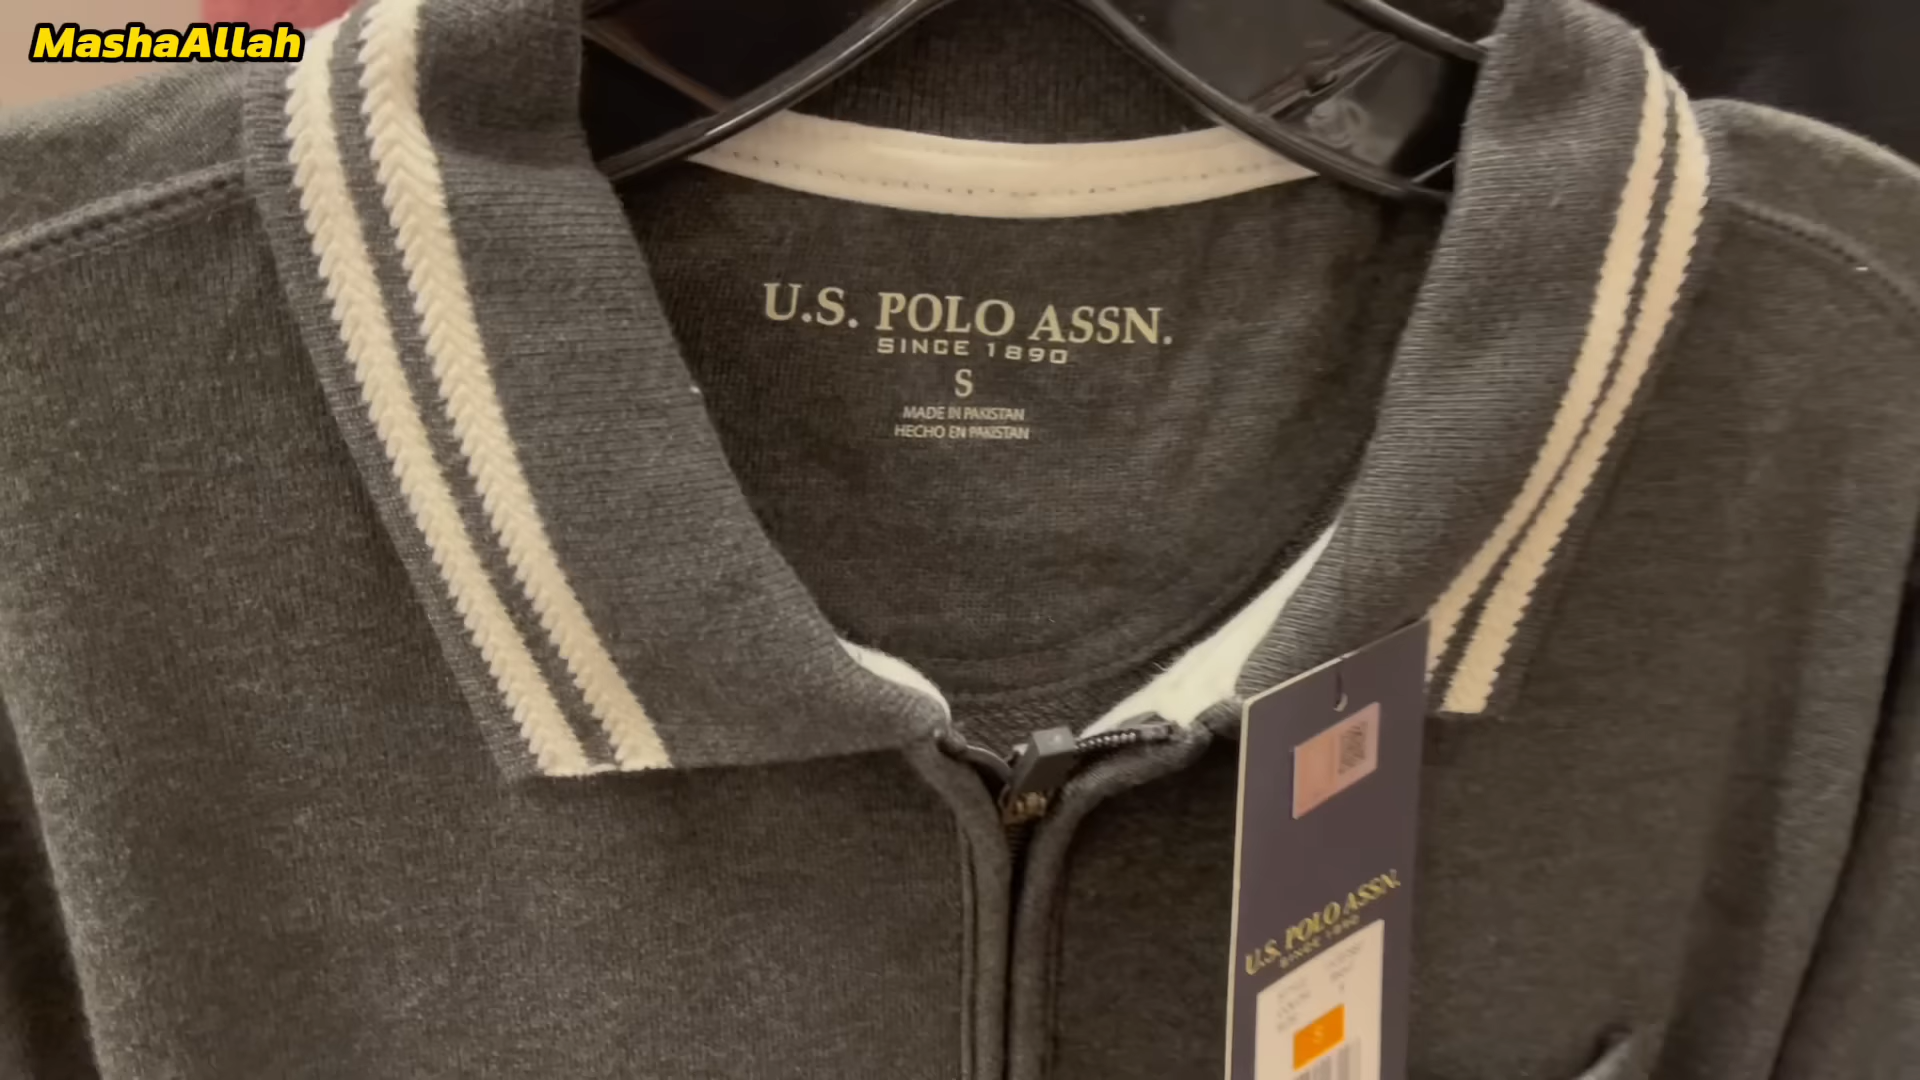 MashaAllah
U.S. POLO ASSN.
SINCE 1890
S
MADE IN PAKISTAN
HECHO EN PAKISTAN
U.S. POLO ASSN.
SINCE 1890
S